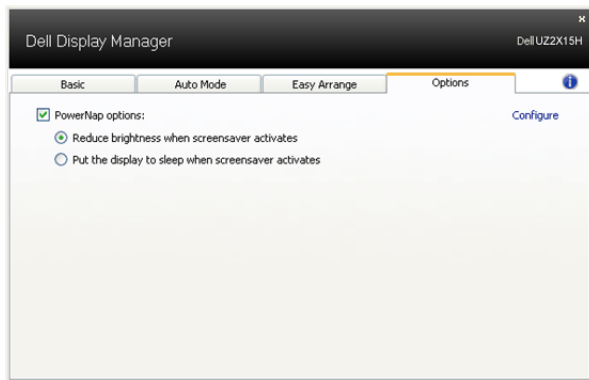 x
Dell Display Manager
Dell UZ2X15H
Basic
Auto Mode
Easy Arrange
Options
i
PowerNap options:
Configure
Reduce brightness when screensaver activates
Put the display to sleep when screensaver activates